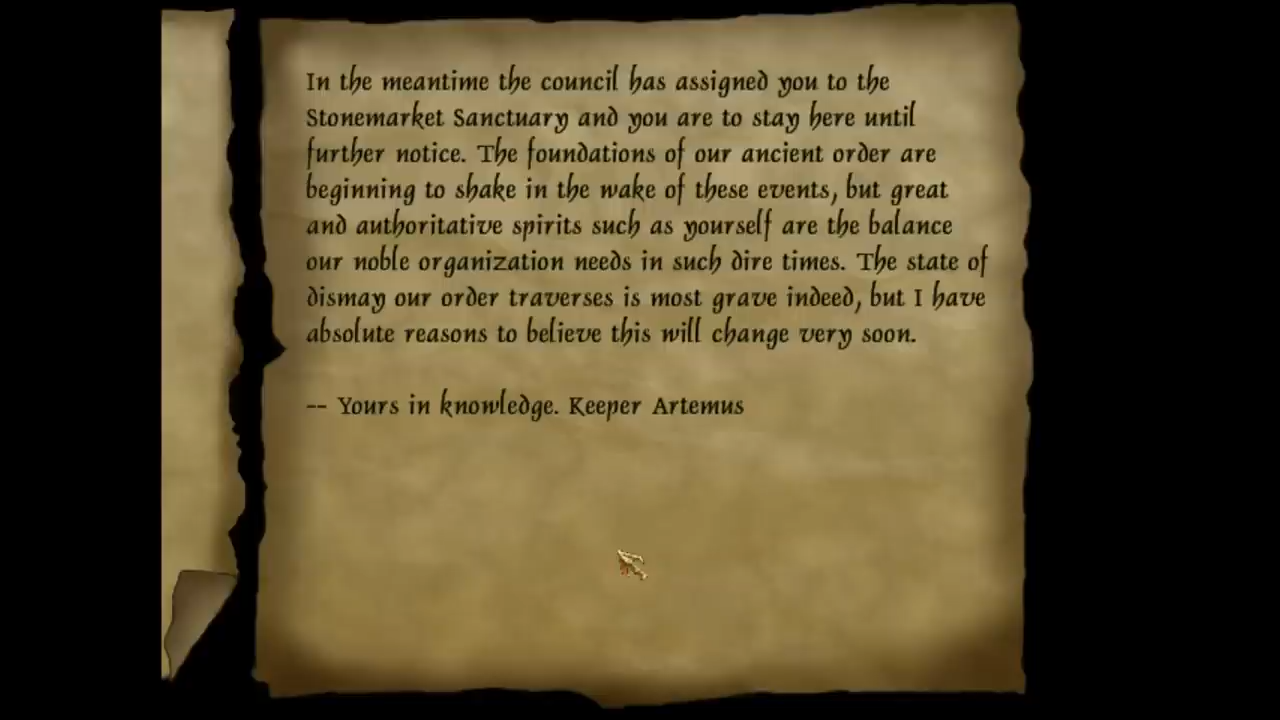 In the meantime the council has assigned you to the
Stonemarket Sanctuary and you are to stay here until
further notice. The foundations of our ancient order are
beginning to shake in the wake of these events, but great
and authoritative spirits such as yourself are the balance
our noble organization needs in such dire times. The state of
dismay our order traverses is most grave indeed, but I have
absolute reasons to believe this will change very soon.
-- Yours in knowledge. Keeper Artemus